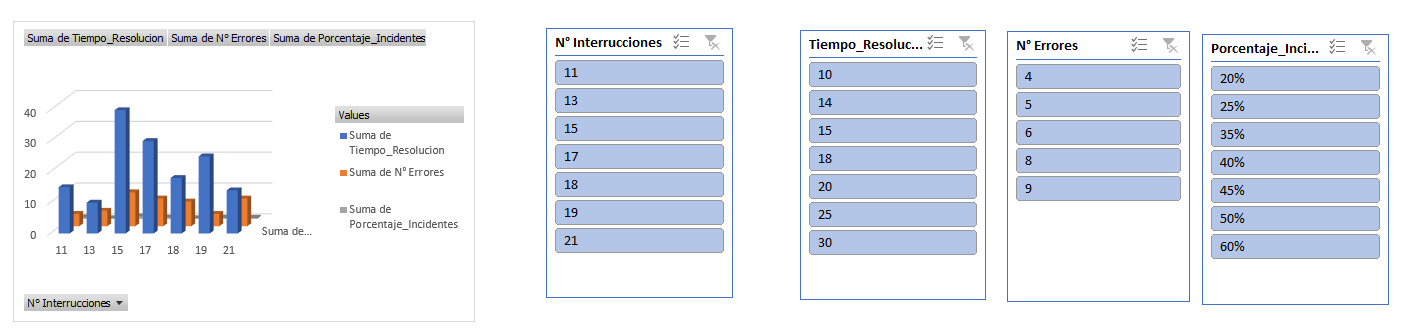 Suma de Tiempo_Resolucion Suma de N° Errores Suma de Porcentaje_Incidentes
40
30
20
10
0
11 13 15 17 18 19 21
Suma de...
Values
Suma de
Tiempo_Resolucion
Suma de N° Errores
Suma de
Porcentaje_Incidentes
N° Interrucciones
N° Interrucciones
11
13
15
17
18
19
21
Tiempo_Resoluc...
10
14
15
18
20
25
30
N° Errores
4
5
6
8
9
Porcentaje_Inci...
20%
25%
35%
40%
45%
50%
60%